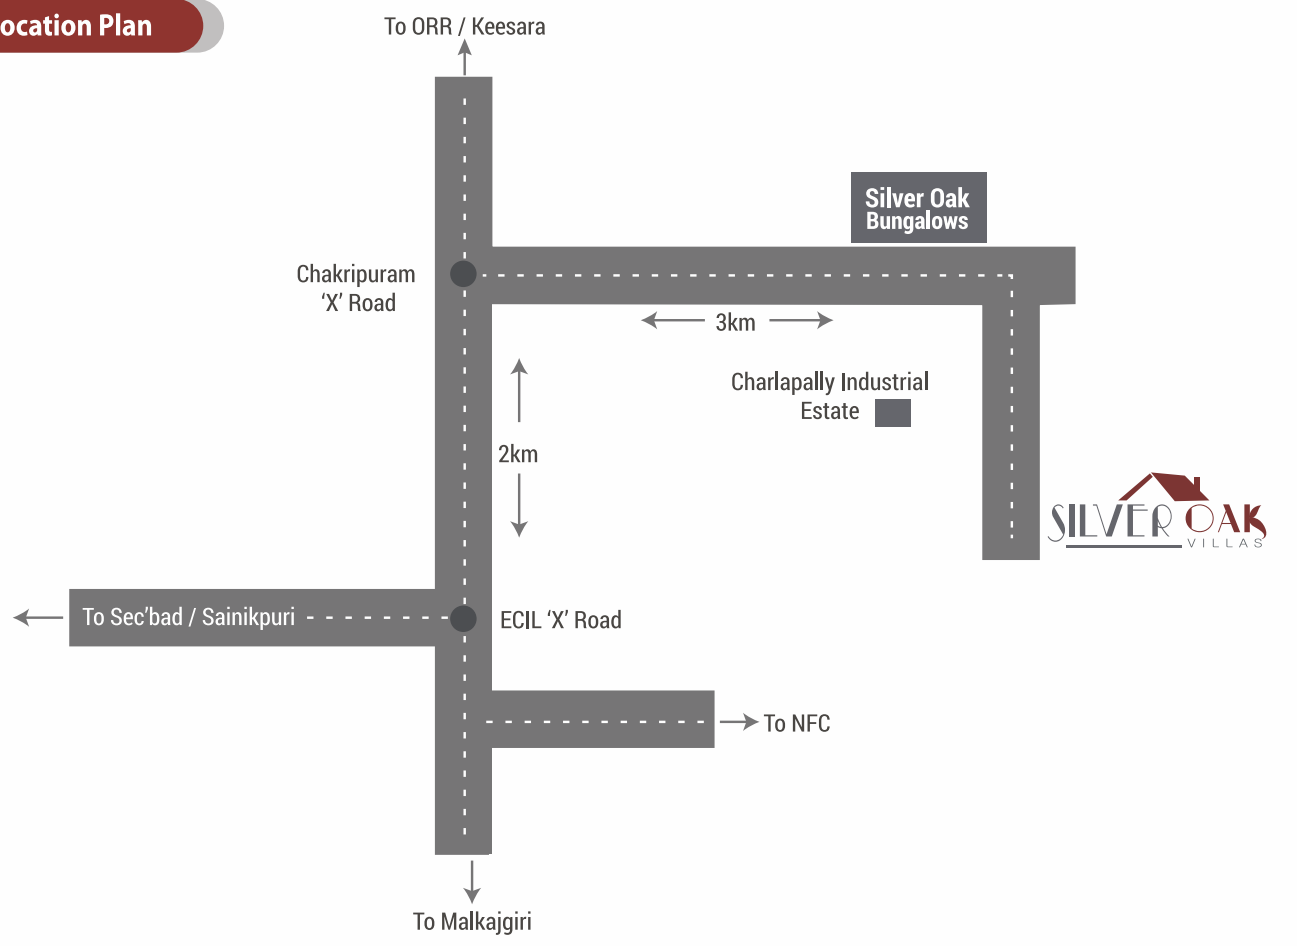 ocation Plan
To ORR / Keesara
Silver Oak
Bungalows
Chakripuram
‘X’ Road
3km
Charlapally Industrial
Estate
2km
SILVER OAK
VILLAS
To Sec’bad / Sainikpuri
ECIL ‘X’ Road
To NFC
To Malkajgiri